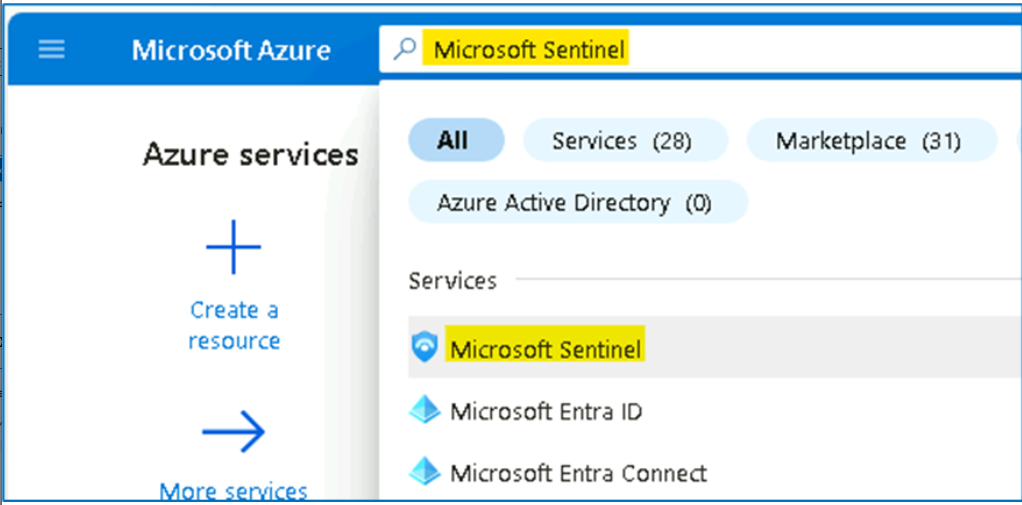 Microsoft Azure
Microsoft Sentinel
Azure services
Create a
resource
More services
All
Services (28)
Marketplace (31)
Azure Active Directory (0)
Services
Microsoft Sentinel
Microsoft Entra ID
Microsoft Entra Connect